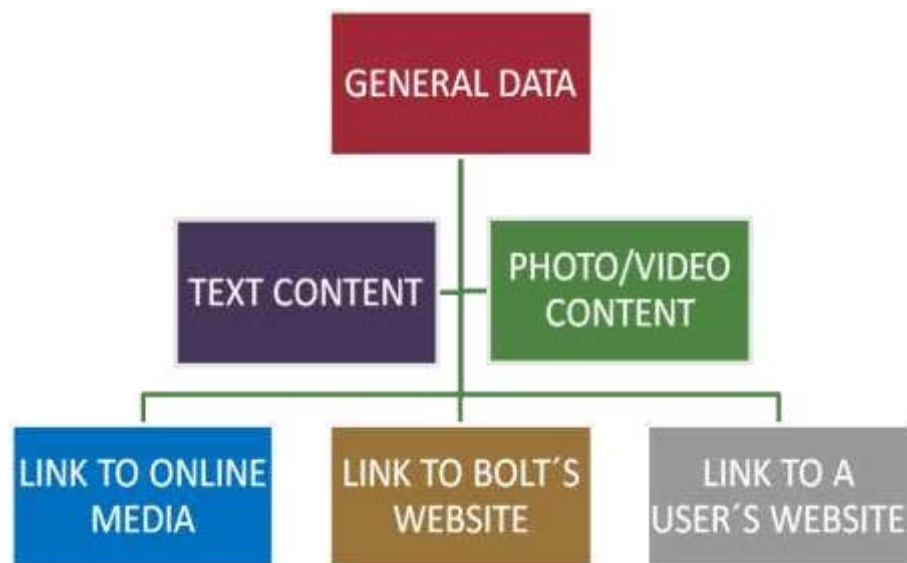 GENERAL DATA
TEXT CONTENT
PHOTO/VIDEO
CONTENT
LINK TO ONLINE
MEDIA
LINK TO BOLT´S
WEBSITE
LINK TO A
USER´S WEBSITE